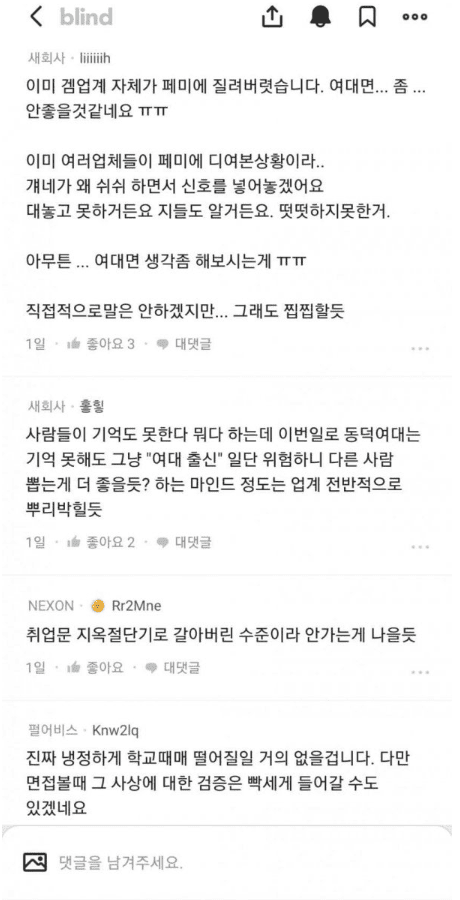 blind
새회사 · liiiiiih
이미 겜업계 자체가 페미에 질려버렷습니다. 여대면... 좀 ...
안좋을것같네요 ㅠㅠ
이미 여러업체들이 페미에 디여본상황이라..
걔네가 왜 쉬쉬 하면서 신호를 넣어놓겠어요
대놓고 못하거든요 지들도 알거든요. 떳떳하지못한거.
아무튼 ... 여대면 생각좀 해보시는게 ㅠㅠ
직접적으로말은 안하겠지만... 그래도 찝찝할듯
1일 · 좋아요 3 · 대댓글
새회사 · 홓힣
사람들이 기억도 못한다 뭐다 하는데 이번일로 동덕여대는
기억 못해도 그냥 "여대 출신" 일단 위험하니 다른 사람
뽑는게 더 좋을듯? 하는 마인드 정도는 업계 전반적으로
뿌리박힐듯
1일 · 좋아요 2 · 대댓글
NEXON · Rr2Mne
취업문 지옥절단기로 갈아버린 수준이라 안가는게 나을듯
1일 · 좋아요 · 대댓글
펄어비스 · Knw2lq
진짜 냉정하게 학교때매 떨어질일 거의 없을겁니다. 다만
면접볼때 그 사상에 대한 검증은 빡세게 들어갈 수도
있겠네요
댓글을 남겨주세요.